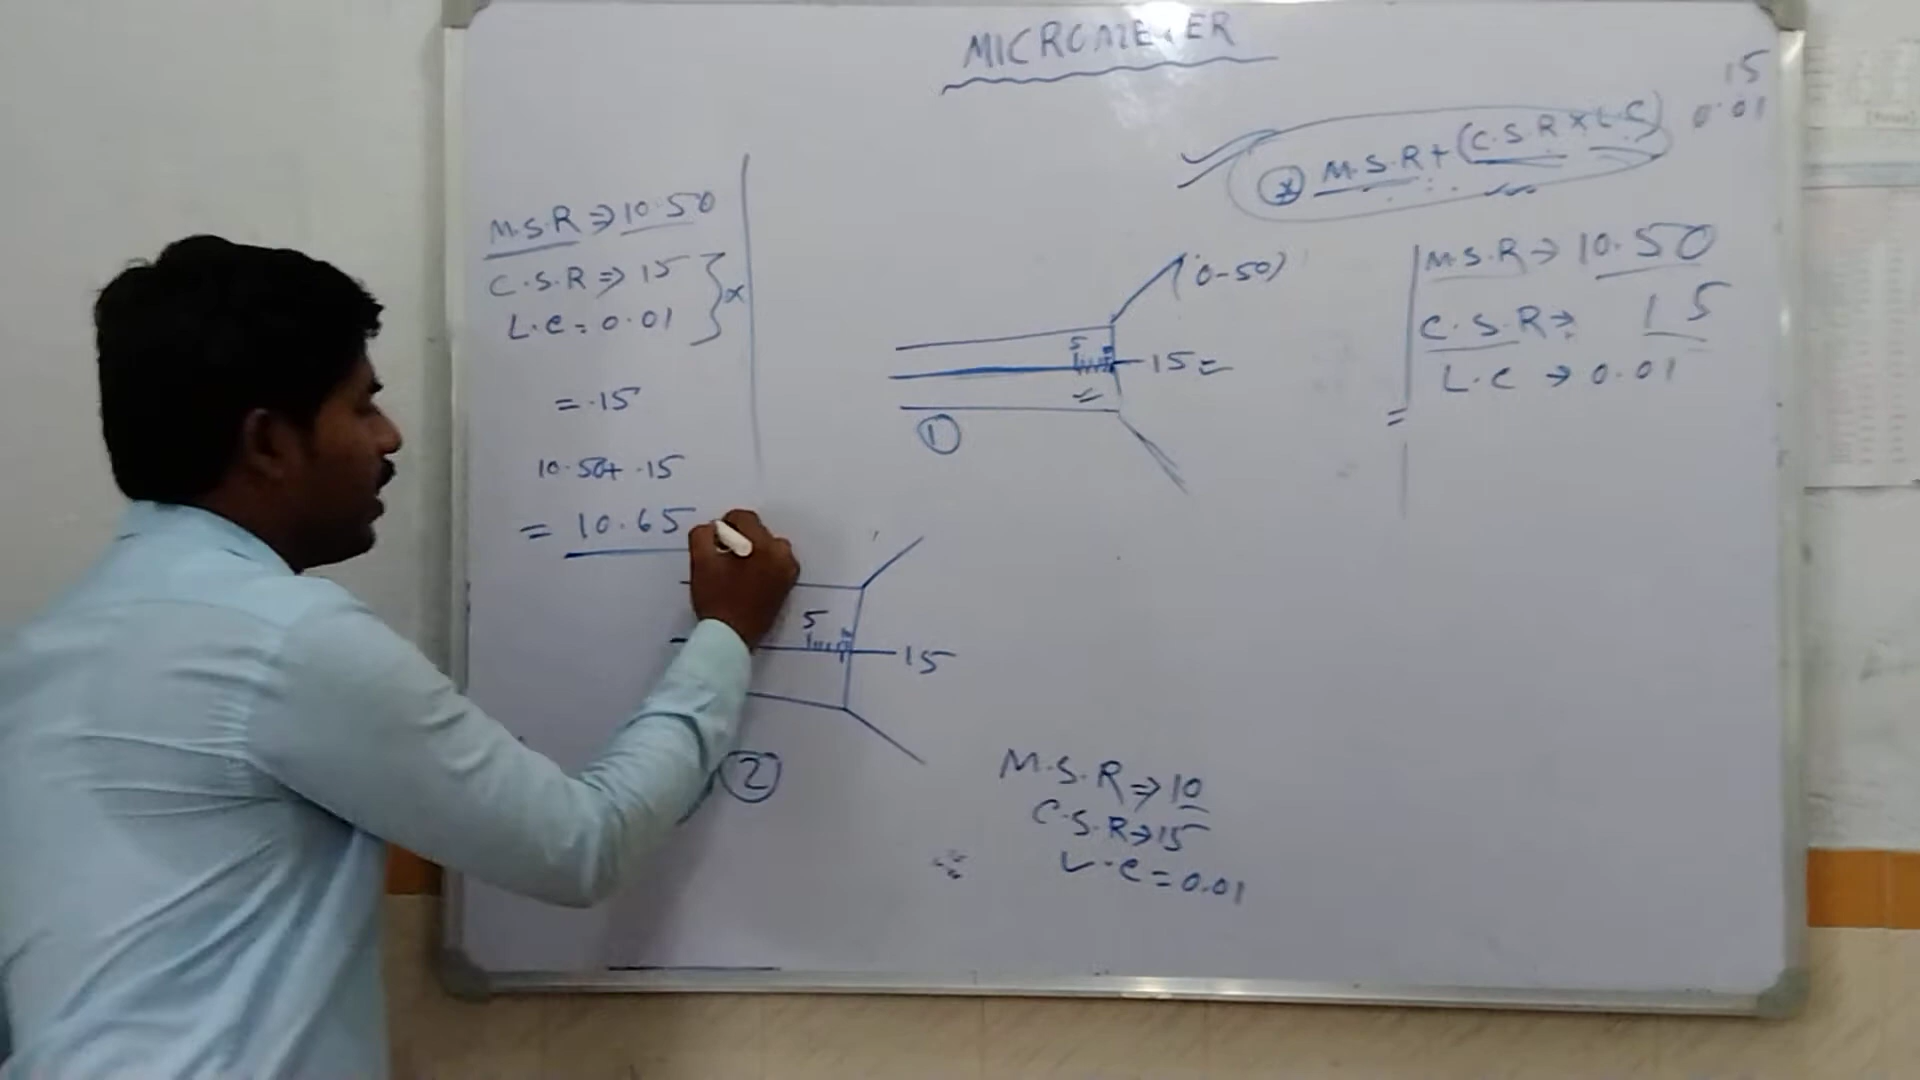 MICROMETER
15
0.01
* M.S.R + (C.S.R X L.C)
M.S.R ⇒ 10.50
C.S.R ⇒ 15
L.C = 0.01
} x
= .15
10.50 + .15
= 10.65
(0-50)
5
15 =
=
1
M.S.R → 10.50
C.S.R → 15
L.C → 0.01
=
5
15
2
M.S.R ⇒ 10
C.S.R → 15
L.C = 0.01